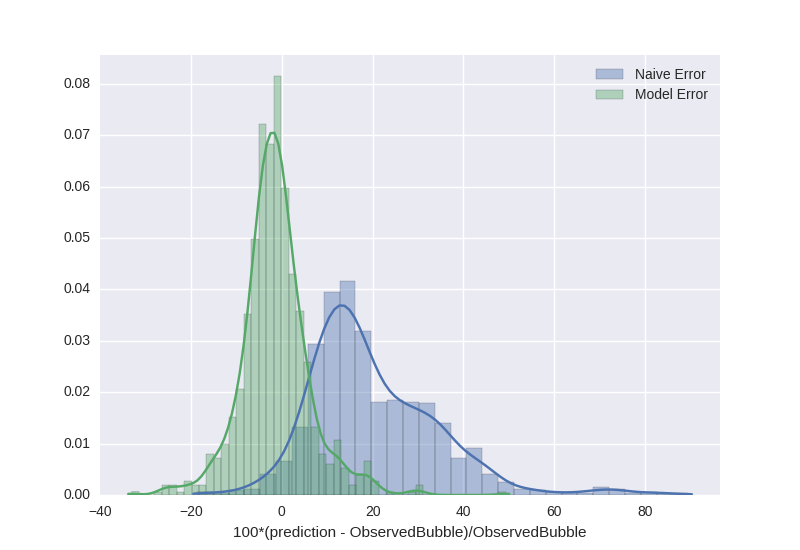 Naive Error
Model Error
0.08
0.07
0.06
0.05
0.04
0.03
0.02
0.01
0.00
−40 −20 0 20 40 60 80
100*(prediction - ObservedBubble)/ObservedBubble